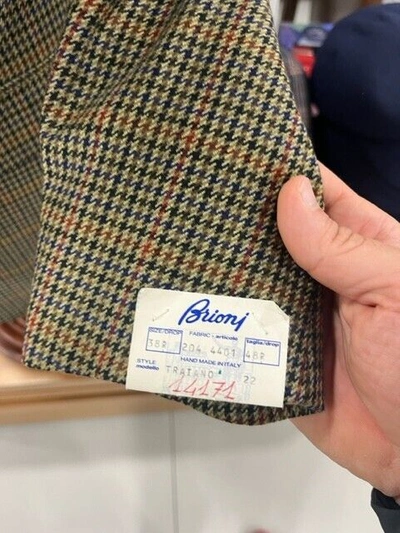 Brioni
SIZE/DROP FABRIC - articolo taglia/drop
38R 204 4401 48R
HAND MADE IN ITALY
STYLE
modello TRAIANO 22
14171